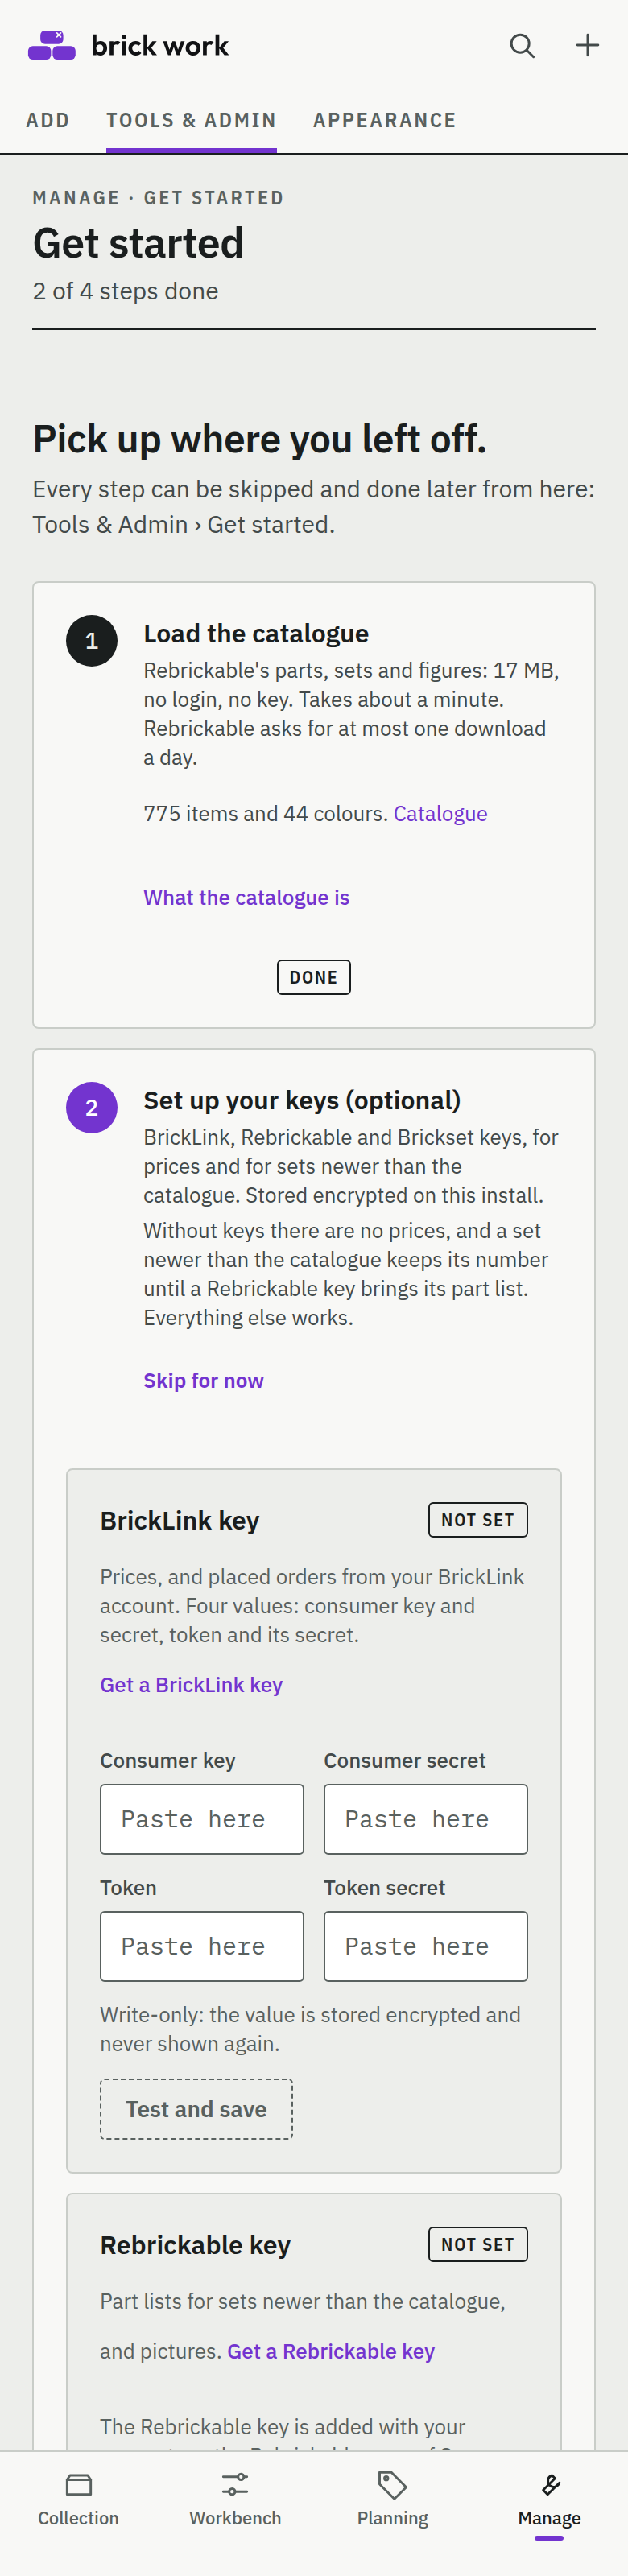 brick work
ADD TOOLS & ADMIN APPEARANCE
MANAGE · GET STARTED
Get started
2 of 4 steps done
Pick up where you left off.
Every step can be skipped and done later from here:
Tools & Admin › Get started.
1 Load the catalogue
Rebrickable's parts, sets and figures: 17 MB,
no login, no key. Takes about a minute.
Rebrickable asks for at most one download
a day.
775 items and 44 colours. Catalogue
What the catalogue is
DONE
2 Set up your keys (optional)
BrickLink, Rebrickable and Brickset keys, for
prices and for sets newer than the
catalogue. Stored encrypted on this install.
Without keys there are no prices, and a set
newer than the catalogue keeps its number
until a Rebrickable key brings its part list.
Everything else works.
Skip for now
BrickLink key NOT SET
Prices, and placed orders from your BrickLink
account. Four values: consumer key and
secret, token and its secret.
Get a BrickLink key
Consumer key Consumer secret
Paste here Paste here
Token Token secret
Paste here Paste here
Write-only: the value is stored encrypted and
never shown again.
Test and save
Rebrickable key NOT SET
Part lists for sets newer than the catalogue,
and pictures. Get a Rebrickable key
The Rebrickable key is added with your
Collection Workbench Planning Manage